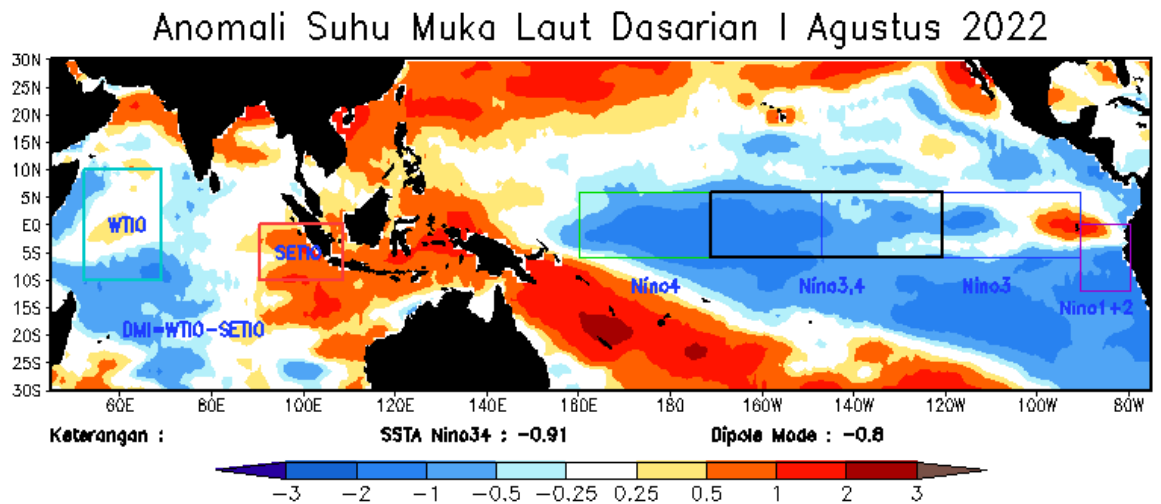 Anomali Suhu Muka Laut Dasarian I Agustus 2022
30N
25N
20N
15N
10N
5N
EQ
5S
10S
15S
20S
25S
30S
WTIO
SETIO
DMI=WTIO-SETIO
Nino4
Nino3,4
Nino3
Nino1+2
60E 80E 100E 120E 140E 160E 180 160W 140W 120W 100W 80W
Keterangan : SSTA Nino34 : -0.91 Dipole Mode : -0.8
-3 -2 -1 -0.5 -0.25 0.25 0.5 1 2 3